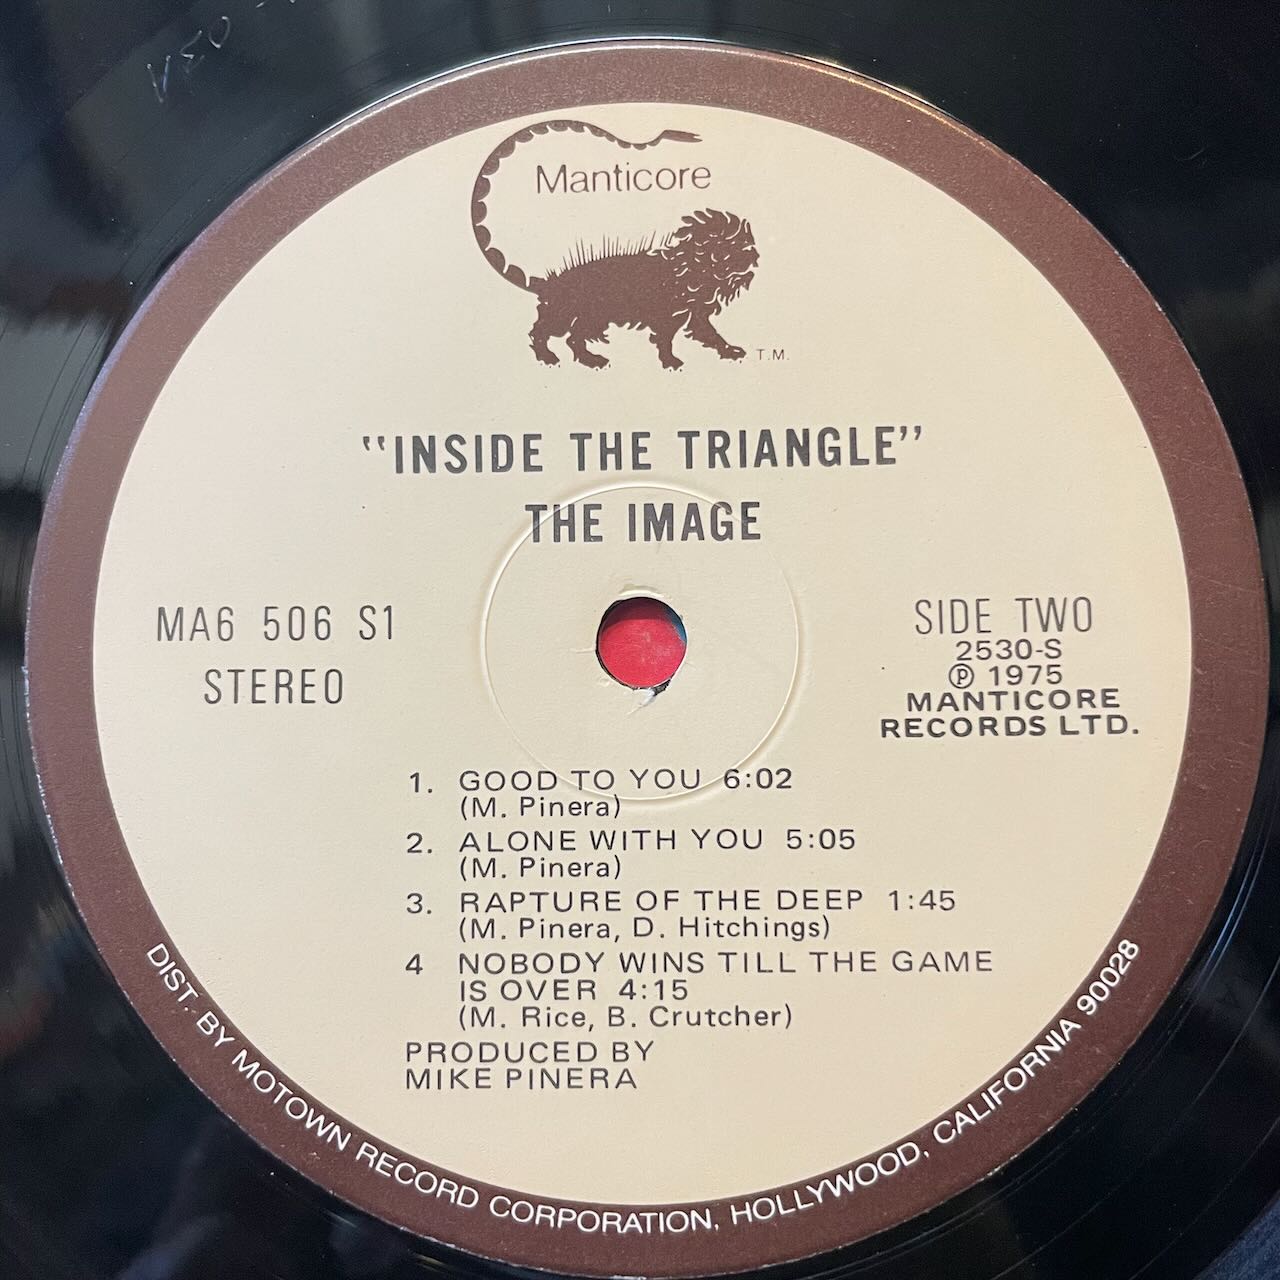 Manticore
T.M.
"INSIDE THE TRIANGLE"
THE IMAGE
MA6 506 S1
STEREO
SIDE TWO
2530-S
℗ 1975
MANTICORE
RECORDS LTD.
1. GOOD TO YOU 6:02
(M. Pinera)
2. ALONE WITH YOU 5:05
(M. Pinera)
3. RAPTURE OF THE DEEP 1:45
(M. Pinera, D. Hitchings)
4 NOBODY WINS TILL THE GAME
IS OVER 4:15
(M. Rice, B. Crutcher)
PRODUCED BY
MIKE PINERA
DIST. BY MOTOWN RECORD CORPORATION, HOLLYWOOD, CALIFORNIA 90028